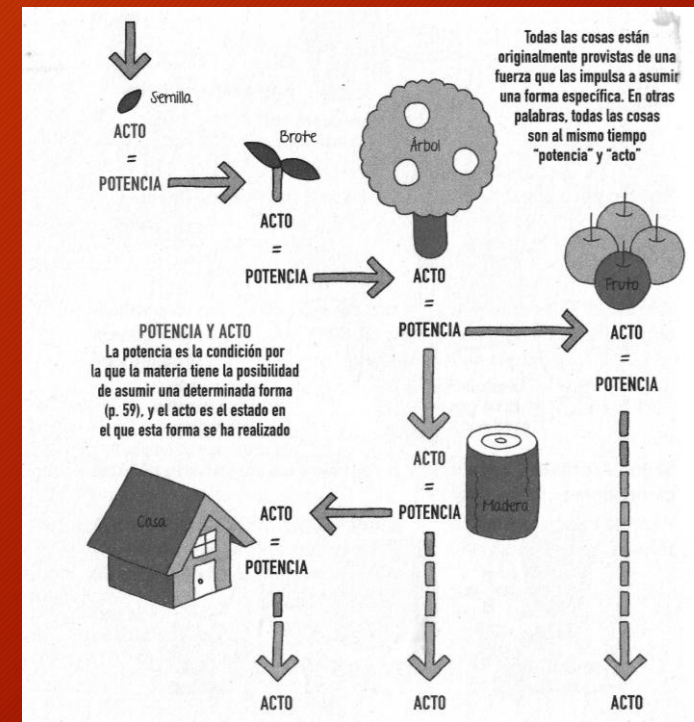 Todas las cosas están
originalmente provistas de una
fuerza que las impulsa a asumir
una forma específica. En otras
palabras, todas las cosas
son al mismo tiempo
“potencia” y “acto”
Semilla
ACTO
=
POTENCIA
Brote
ACTO
=
POTENCIA
Árbol
ACTO
=
POTENCIA
Fruto
ACTO
=
POTENCIA
POTENCIA Y ACTO
La potencia es la condición por
la que la materia tiene la posibilidad
de asumir una determinada forma
(p. 59), y el acto es el estado en
el que esta forma se ha realizado
Madera
ACTO
=
POTENCIA
Casa
ACTO
=
POTENCIA
ACTO
ACTO
ACTO